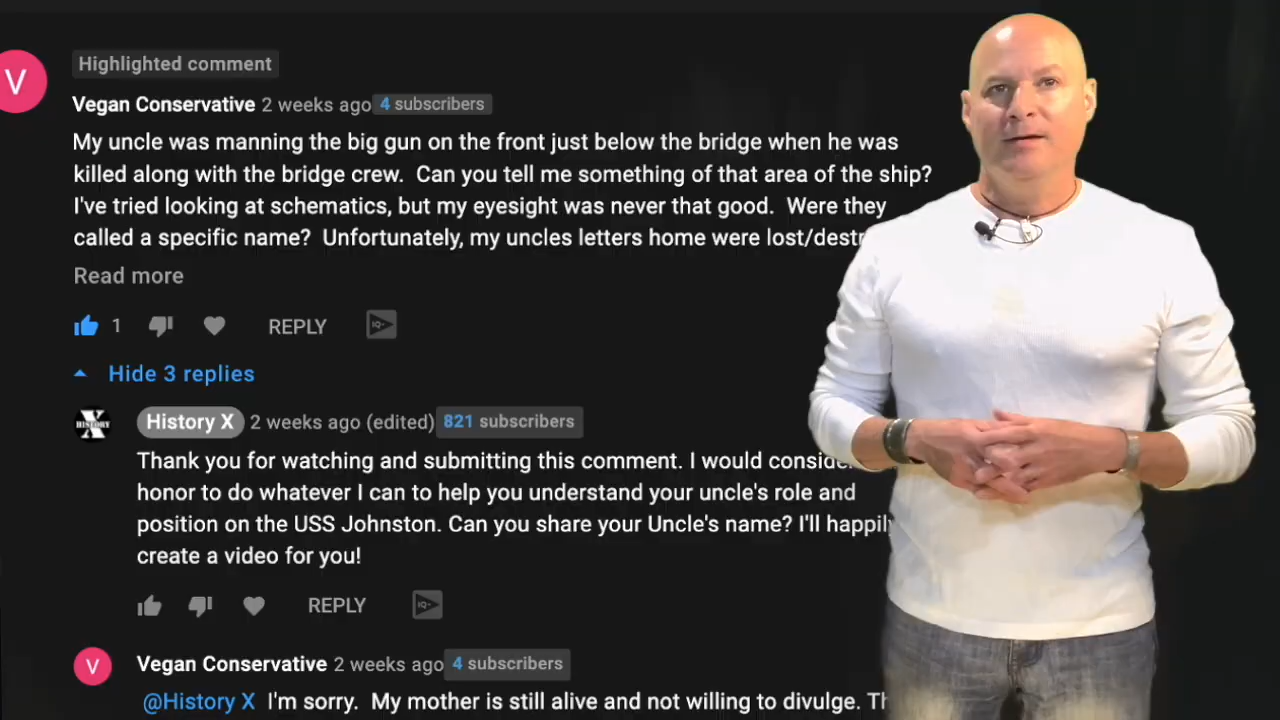 Highlighted comment
V
Vegan Conservative 2 weeks ago 4 subscribers
My uncle was manning the big gun on the front just below the bridge when he was
killed along with the bridge crew. Can you tell me something of that area of the ship?
I've tried looking at schematics, but my eyesight was never that good. Were they
called a specific name? Unfortunately, my uncles letters home were lost/destr
Read more
1
REPLY
IQ+
Hide 3 replies
X HISTORY
History X 2 weeks ago (edited) 821 subscribers
Thank you for watching and submitting this comment. I would conside
honor to do whatever I can to help you understand your uncle's role and
position on the USS Johnston. Can you share your Uncle's name? I'll happily
create a video for you!
REPLY
IQ+
V
Vegan Conservative 2 weeks ago 4 subscribers
@History X I'm sorry. My mother is still alive and not willing to divulge. Th